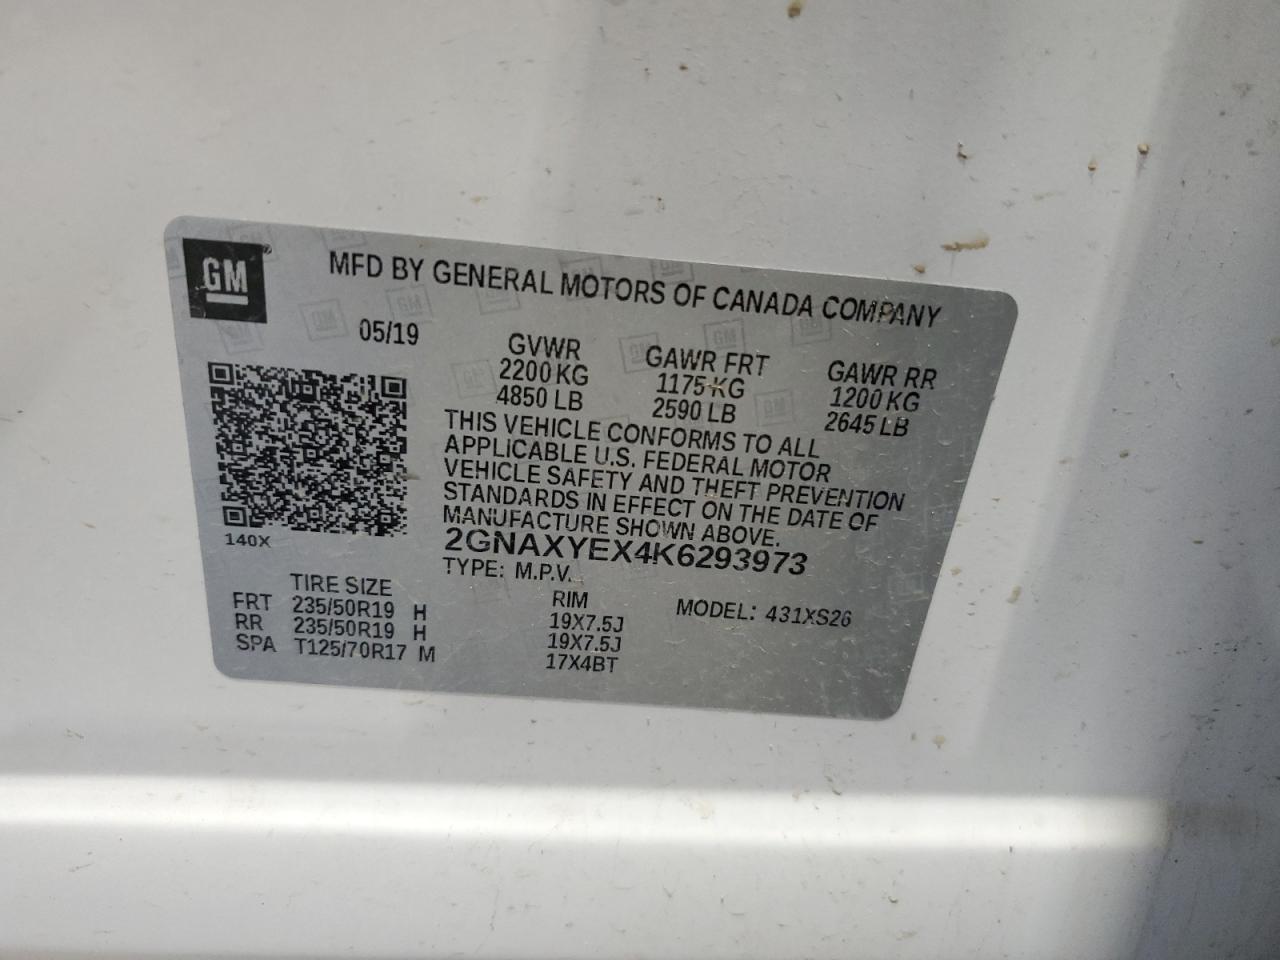 GM
MFD BY GENERAL MOTORS OF CANADA COMPANY
05/19
GVWR GAWR FRT GAWR RR
2200 KG 1175 KG 1200 KG
4850 LB 2590 LB 2645 LB
THIS VEHICLE CONFORMS TO ALL
APPLICABLE U.S. FEDERAL MOTOR
VEHICLE SAFETY AND THEFT PREVENTION
STANDARDS IN EFFECT ON THE DATE OF
MANUFACTURE SHOWN ABOVE.
140X
2GNAXYEX4K6293973
TYPE: M.P.V.
TIRE SIZE RIM MODEL: 431XS26
FRT 235/50R19 H 19X7.5J
RR 235/50R19 H 19X7.5J
SPA T125/70R17 M 17X4BT